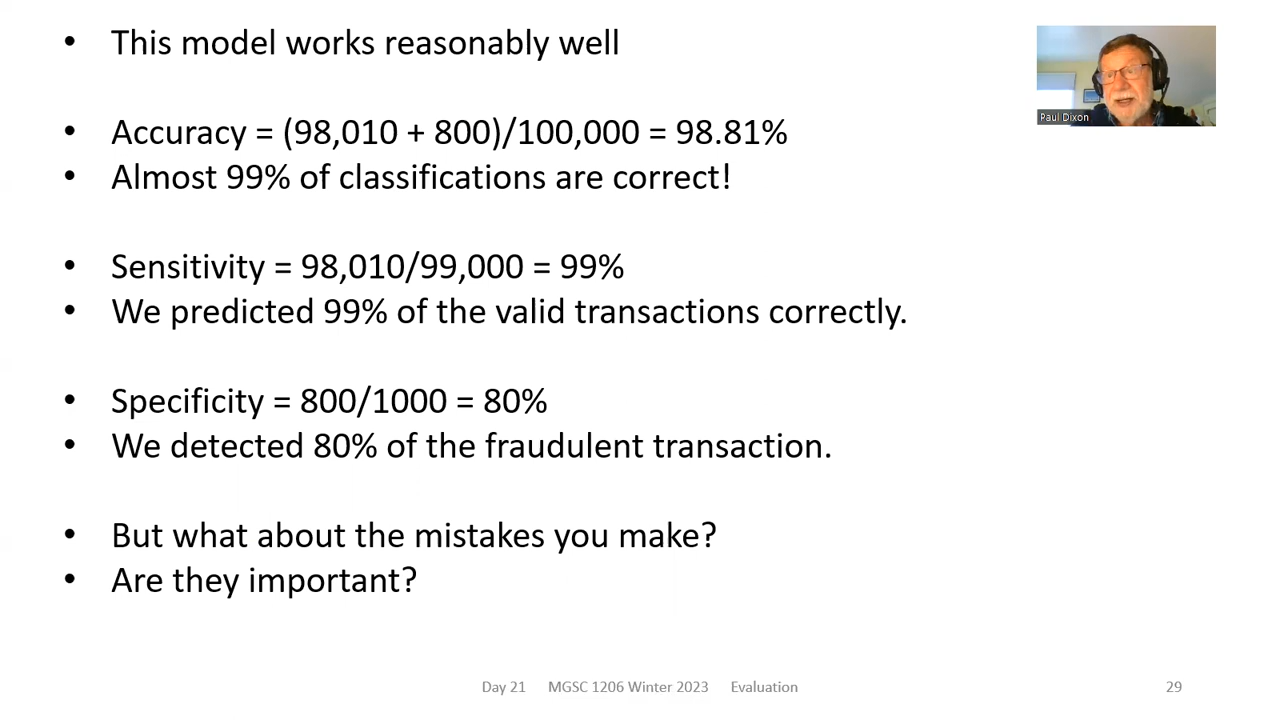 • This model works reasonably well
• Accuracy = (98,010 + 800)/100,000 = 98.81%
• Almost 99% of classifications are correct!
• Sensitivity = 98,010/99,000 = 99%
• We predicted 99% of the valid transactions correctly.
• Specificity = 800/1000 = 80%
• We detected 80% of the fraudulent transaction.
• But what about the mistakes you make?
• Are they important?
Paul Dixon
Day 21 MGSC 1206 Winter 2023 Evaluation 29